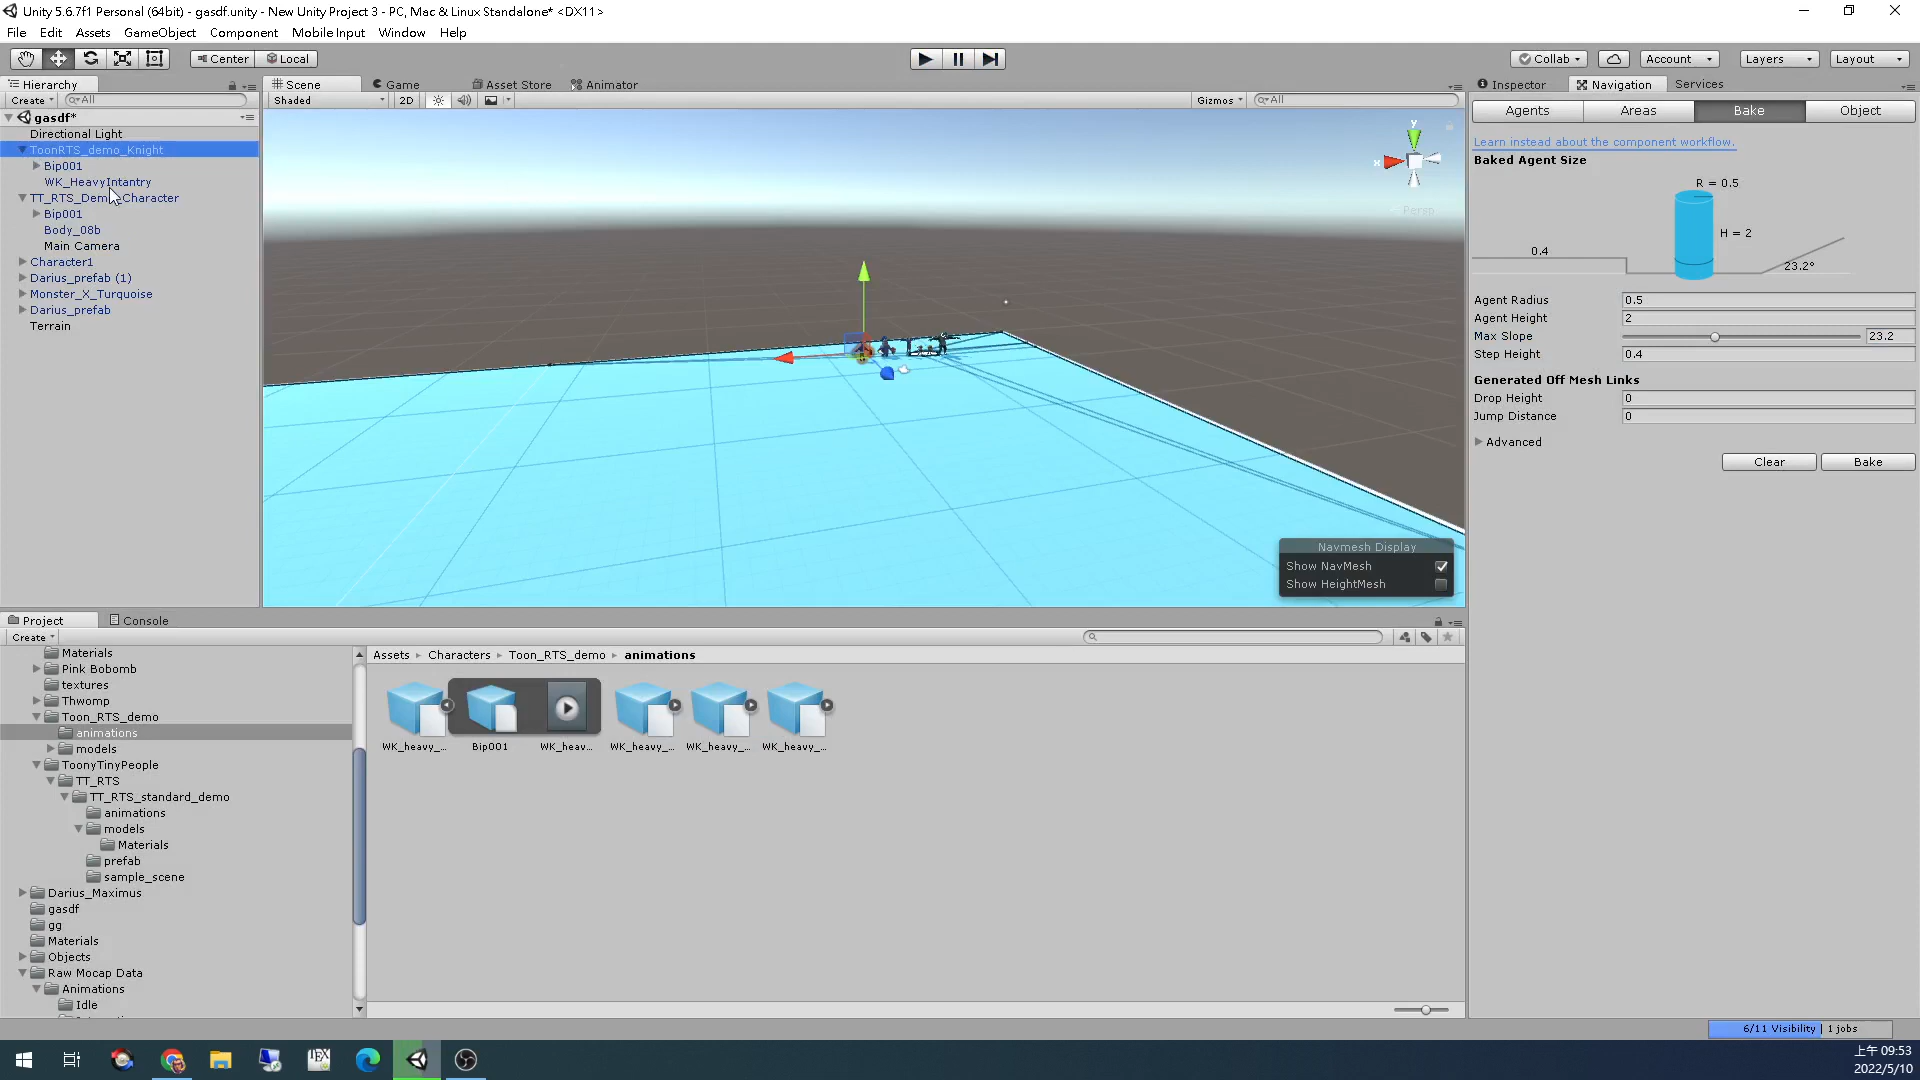 Unity 5.6.7f1 Personal (64bit) - gasdf.unity - New Unity Project 3 - PC, Mac & Linux Standalone* <DX11>
File Edit Assets GameObject Component Mobile Input Window Help
Center Local Collab Account Layers Layout
Hierarchy
Create All
gasdf*
Directional Light
ToonRTS_demo_Knight
Bip001
WK_HeavyIntantry
TT_RTS_Demo_Character
Bip001
Body_08b
Main Camera
Character1
Darius_prefab (1)
Monster_X_Turquoise
Darius_prefab
Terrain
Scene Game Asset Store Animator
Shaded 2D Gizmos All
y
x
Persp
Navmesh Display
Show NavMesh
Show HeightMesh
Inspector Navigation Services
Agents Areas Bake Object
Learn instead about the component workflow.
Baked Agent Size
R = 0.5
H = 2
0.4
23.2°
Agent Radius 0.5
Agent Height 2
Max Slope 23.2
Step Height 0.4
Generated Off Mesh Links
Drop Height 0
Jump Distance 0
Advanced
Clear Bake
Project Console
Create
Materials
Pink Bobomb
textures
Thwomp
Toon_RTS_demo
animations
models
ToonyTinyPeople
TT_RTS
TT_RTS_standard_demo
animations
models
Materials
prefab
sample_scene
Darius_Maximus
gasdf
gg
Materials
Objects
Raw Mocap Data
Animations
Idle
Assets Characters Toon_RTS_demo animations
WK_heavy_... Bip001 WK_heav... WK_heavy_... WK_heavy_... WK_heavy_...
6/11 Visibility | 1 jobs
TEX
上午 09:53
2022/5/10